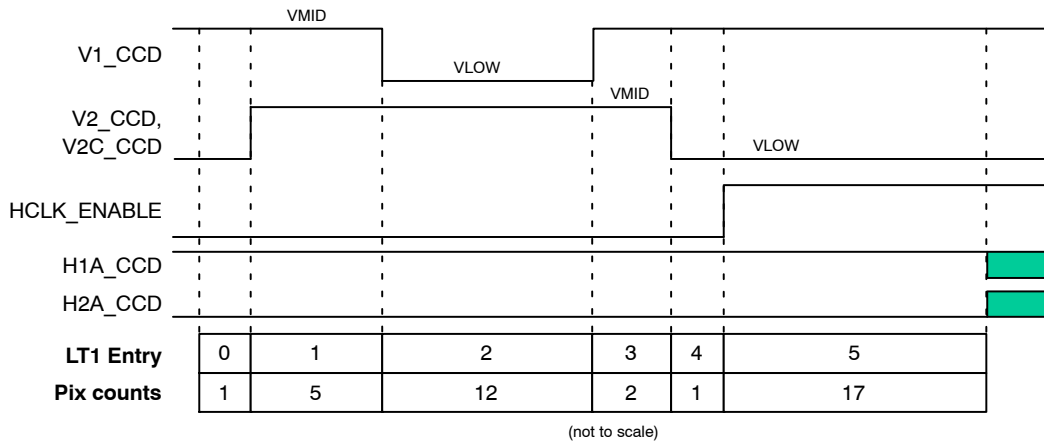 VMID
V1_CCD
VLOW
VMID
V2_CCD,
V2C_CCD
VLOW
HCLK_ENABLE
H1A_CCD
H2A_CCD
LT1 Entry 0 1 2 3 4 5
Pix counts 1 5 12 2 1 17
(not to scale)